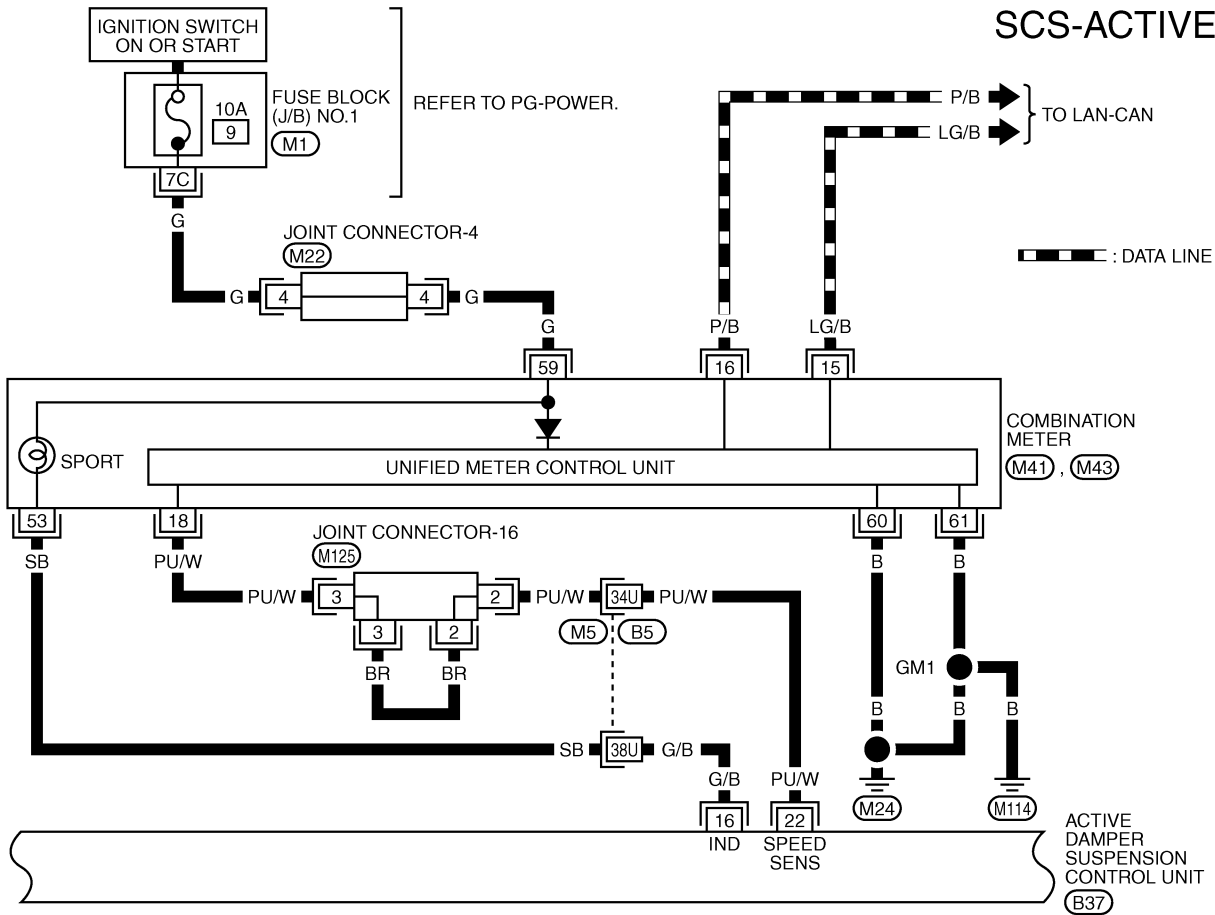 SCS-ACTIVE
IGNITION SWITCH
ON OR START
10A
9
FUSE BLOCK
(J/B) NO.1
M1
REFER TO PG-POWER.
7C
G
P/B
LG/B
TO LAN-CAN
JOINT CONNECTOR-4
M22
: DATA LINE
G
4
4
G
G
P/B
LG/B
59
16
15
COMBINATION
METER
M41 , M43
SPORT
UNIFIED METER CONTROL UNIT
53
18
60
61
JOINT CONNECTOR-16
M125
SB
PU/W
B
B
PU/W
3
2
PU/W
34U
PU/W
3
2
M5
B5
BR
BR
GM1
B
B
B
SB
38U
G/B
G/B
PU/W
M24
M114
16
22
IND
SPEED
SENS
ACTIVE
DAMPER
SUSPENSION
CONTROL UNIT
B37